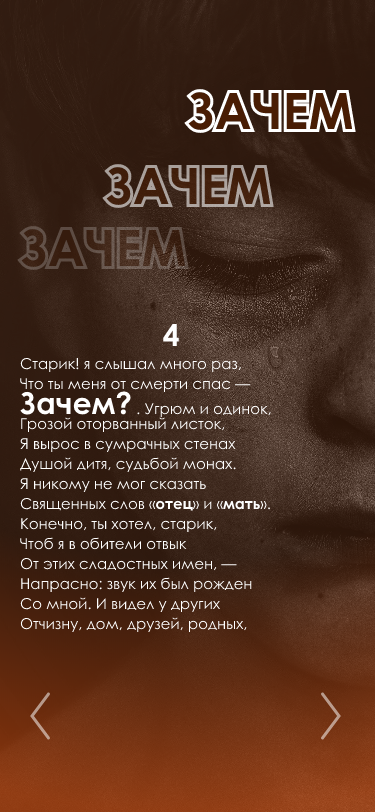 ЗАЧЕМ
ЗАЧЕМ
ЗАЧЕМ
4
Старик! я слышал много раз,
Что ты меня от смерти спас —
Зачем? . Угрюм и одинок,
Грозой оторванный листок,
Я вырос в сумрачных стенах
Душой дитя, судьбой монах.
Я никому не мог сказать
Священных слов «отец» и «мать».
Конечно, ты хотел, старик,
Чтоб я в обители отвык
От этих сладостных имен, —
Напрасно: звук их был рожден
Со мной. И видел у других
Отчизну, дом, друзей, родных,